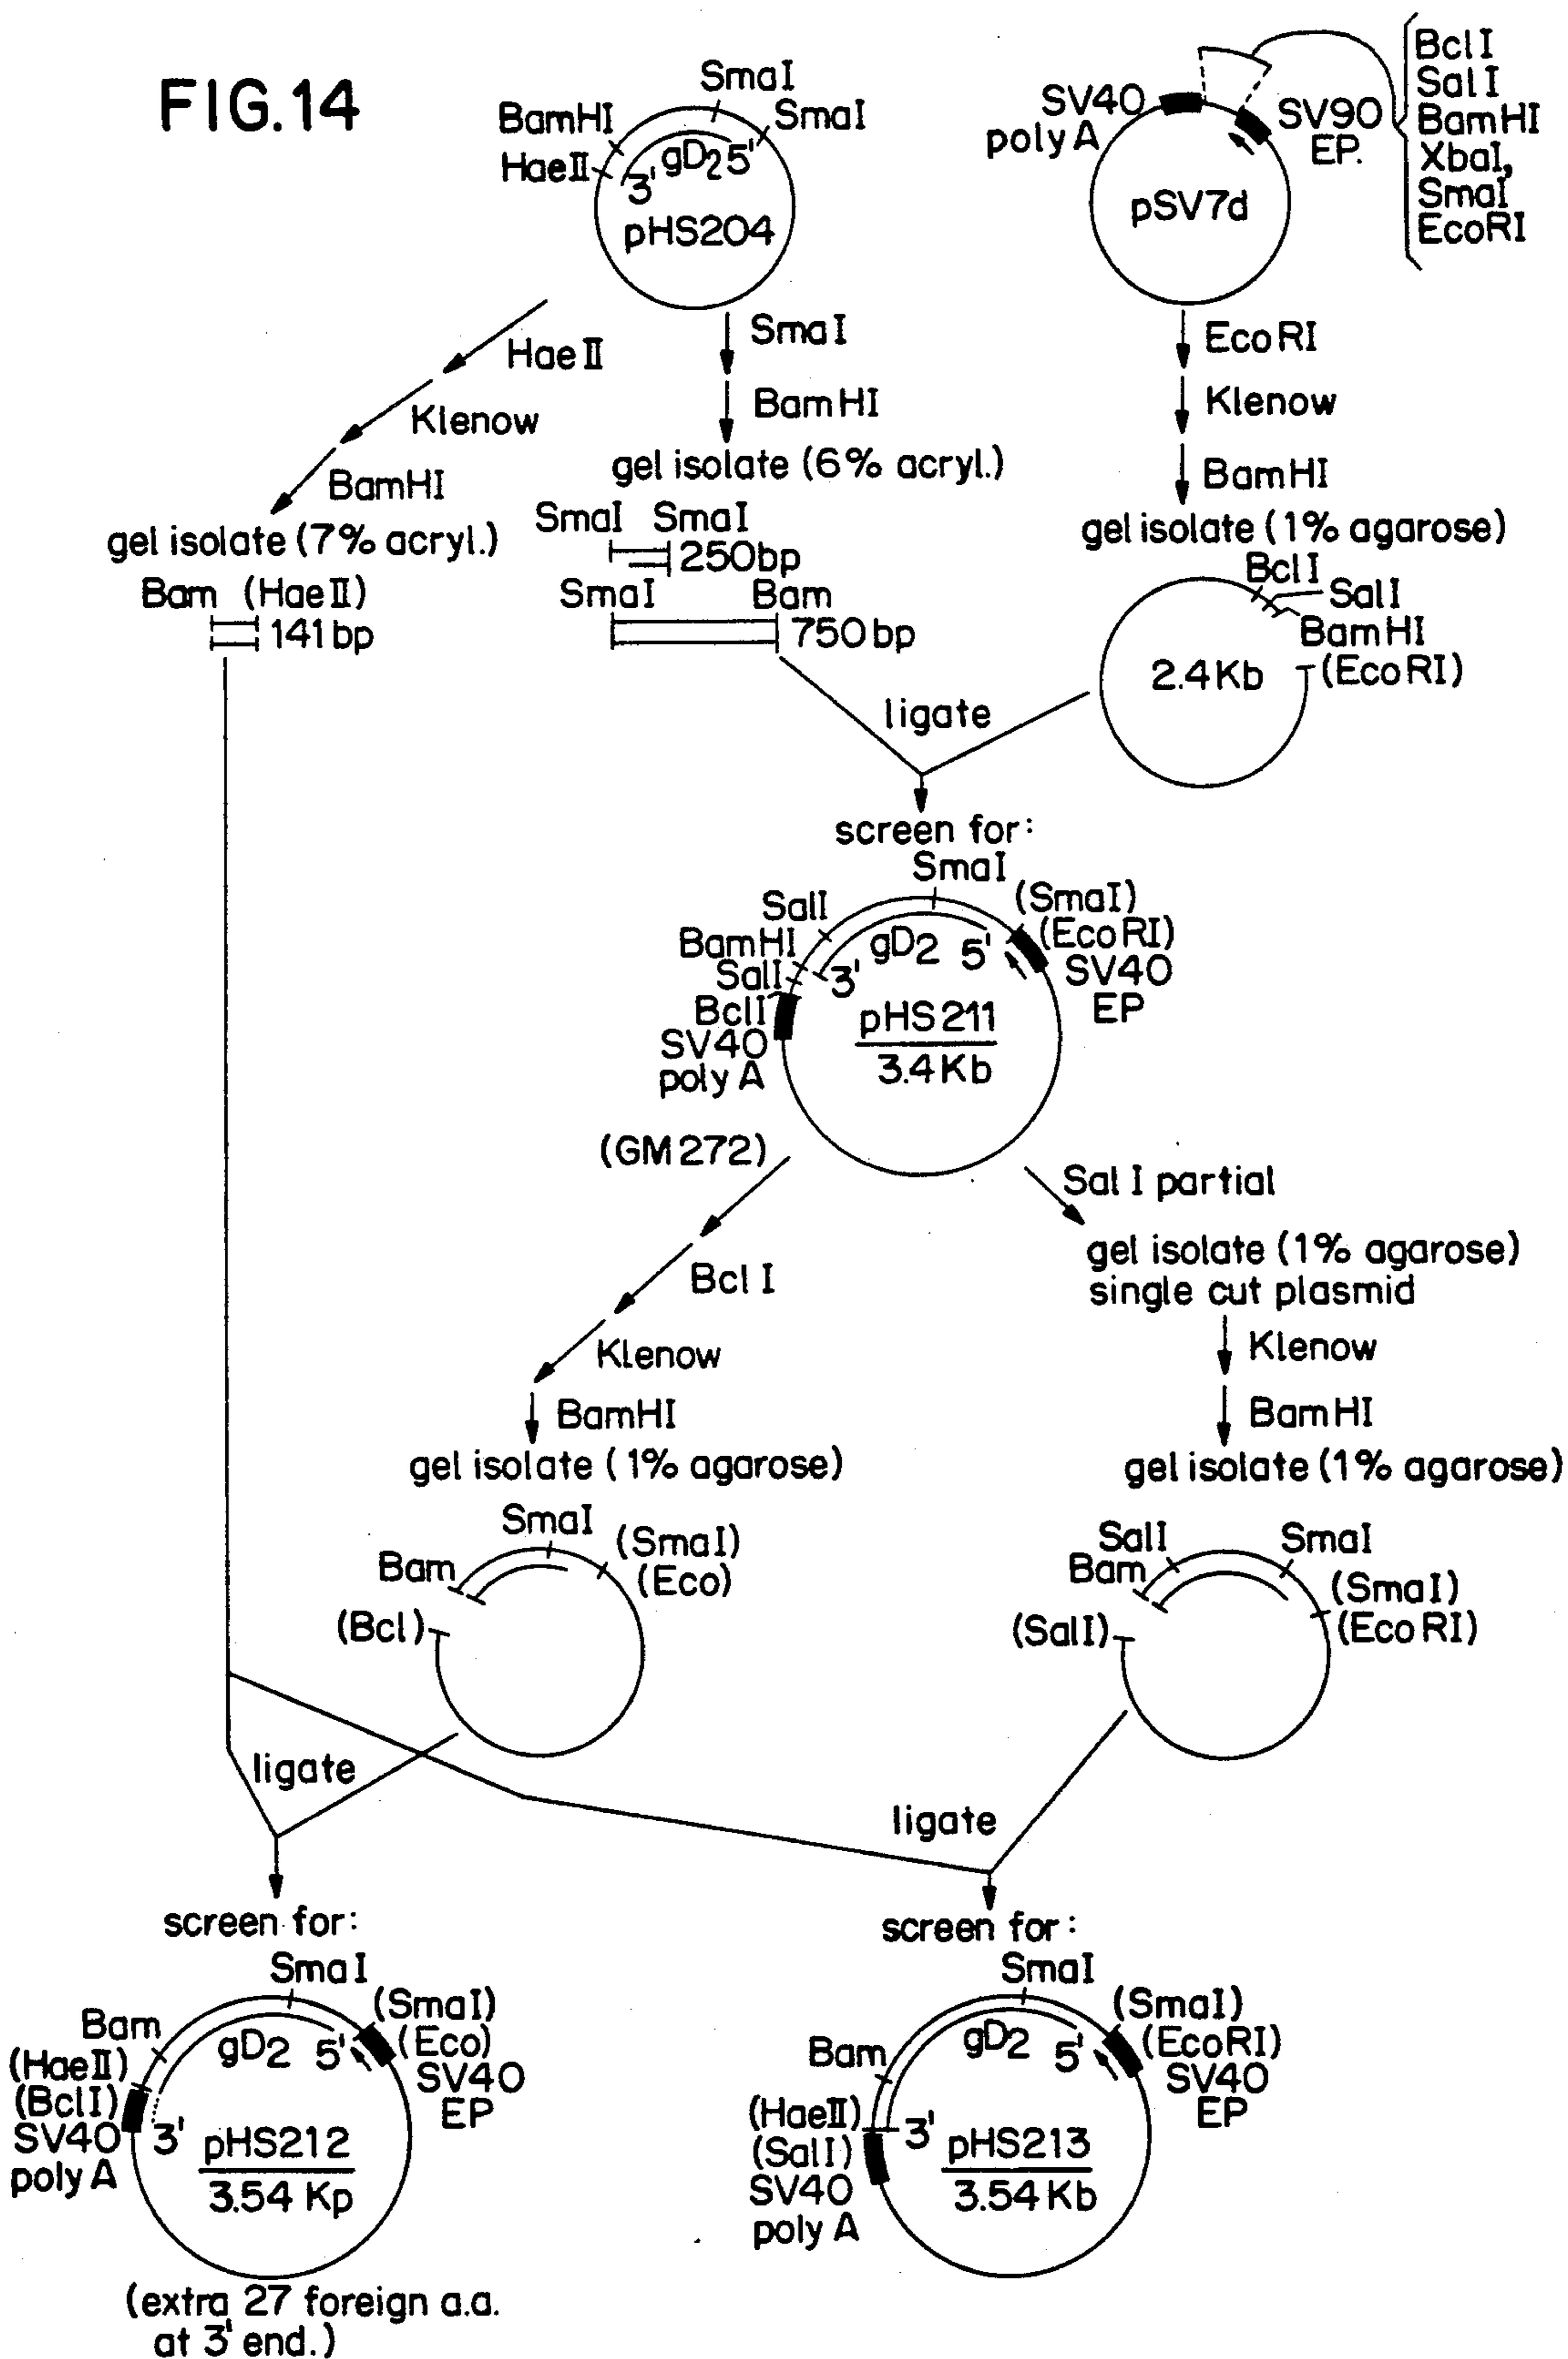 FIG.14
SmaI
BamHI
SmaI
HaeII
3' gD2 5'
pHS204
SV40
poly A
SV90
EP.
pSV7d
BclI
SalI
BamHI
XbaI,
SmaI
EcoRI
HaeII
Klenow
BamHI
gel isolate (7% acryl.)
Bam (HaeII)
141bp
SmaI
BamHI
gel isolate (6% acryl.)
SmaI SmaI
250bp
SmaI Bam
750bp
EcoRI
Klenow
BamHI
gel isolate (1% agarose)
BclI
SalI
BamHI
(EcoRI)
2.4Kb
ligate
screen for:
SmaI
(SmaI)
(EcoRI)
SV40
EP
SalI
BamHI
SalI
BclI
SV40
poly A
3' gD2 5'
pHS211
3.4Kb
(GM272)
BclI
Klenow
BamHI
gel isolate (1% agarose)
Sal I partial
gel isolate (1% agarose)
single cut plasmid
Klenow
BamHI
gel isolate (1% agarose)
SmaI
(SmaI)
(Eco)
Bam
(Bcl)
SalI
Bam
SmaI
(SmaI)
(EcoRI)
(SalI)
ligate
ligate
screen for:
SmaI
(SmaI)
(Eco)
SV40
EP
Bam
(HaeII)
(BclI)
SV40
poly A
gD2 5'
3'
pHS212
3.54 Kp
(extra 27 foreign a.a.
at 3' end.)
screen for:
SmaI
(SmaI)
(EcoRI)
SV40
EP
Bam
(HaeII)
(SalI)
SV40
poly A
gD2 5'
3'
pHS213
3.54Kb